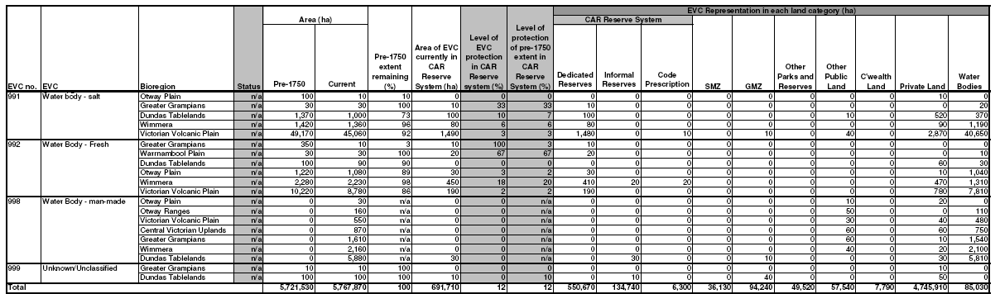 EVC Representation in each land category (ha)
Area (ha)
CAR Reserve System
EVC no.
EVC
Bioregion
Status
Pre-1750
Current
Pre-1750
extent
remaining
(%)
Area of EVC
currently in
CAR
Reserve
System (ha)
Level of
EVC
protection
in CAR
Reserve
system (%)
Level of
protection
of pre-1750
extent in
CAR
Reserve
System (%)
Dedicated
Reserves
Informal
Reserves
Code
Prescription
SMZ
GMZ
Other
Parks and
Reserves
Other
Public
Land
C'wealth
Land
Private Land
Water
Bodies
991 Water body - salt Otway Plain n/a 100 10 10 0 0 0 0 0 0 0 0 0 0 0 10 0
Greater Grampians n/a 30 30 100 10 33 33 10 0 0 0 0 0 0 0 0 20
Dundas Tablelands n/a 1,370 1,000 73 100 10 7 100 0 0 0 0 0 10 0 520 370
Wimmera n/a 1,420 1,360 96 80 6 6 80 0 0 0 0 0 0 0 90 1,190
Victorian Volcanic Plain n/a 49,170 45,060 92 1,490 3 3 1,480 0 10 0 10 0 40 0 2,870 40,650
992 Water Body - Fresh Greater Grampians n/a 350 10 3 10 100 3 10 0 0 0 0 0 0 0 0 0
Warrnambool Plain n/a 30 30 100 20 67 67 20 0 0 0 0 0 0 0 0 10
Dundas Tablelands n/a 100 90 90 0 0 0 0 0 0 0 0 0 0 0 60 30
Otway Plain n/a 1,220 1,080 89 30 3 2 30 0 0 0 0 0 0 0 10 1,040
Wimmera n/a 2,280 2,230 98 450 18 20 410 20 20 0 0 0 0 0 470 1,310
Victorian Volcanic Plain n/a 10,220 8,780 86 190 2 2 190 0 0 0 0 0 0 0 780 7,810
998 Water Body - man-made Otway Plain n/a 0 30 n/a 0 0 n/a 0 0 0 0 0 0 10 0 20 0
Otway Ranges n/a 0 160 n/a 0 0 n/a 0 0 0 0 0 0 50 0 0 110
Victorian Volcanic Plain n/a 0 550 n/a 0 0 n/a 0 0 0 0 0 0 30 0 40 480
Central Victorian Uplands n/a 0 870 n/a 0 0 n/a 0 0 0 0 0 0 60 0 60 750
Greater Grampians n/a 0 1,610 n/a 0 0 n/a 0 0 0 0 0 0 60 0 10 1,540
Wimmera n/a 0 2,160 n/a 0 0 n/a 0 0 0 0 0 0 40 0 20 2,100
Dundas Tablelands n/a 0 5,880 n/a 30 0 n/a 0 30 0 0 10 0 0 0 30 5,810
999 Unknown/Unclassified Greater Grampians n/a 10 10 100 0 0 0 0 0 0 0 0 0 0 0 10 0
Dundas Tablelands n/a 100 100 100 10 0 10 0 10 0 0 40 0 0 0 50 0
Total 5,721,530 5,767,870 100 691,710 12 12 550,670 134,740 6,300 36,130 94,240 49,520 57,540 7,790 4,745,910 85,030